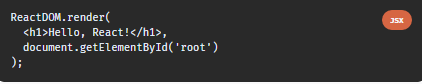 ReactDOM.render(
JSX
  <h1>Hello, React!</h1>,
  document.getElementById('root')
);